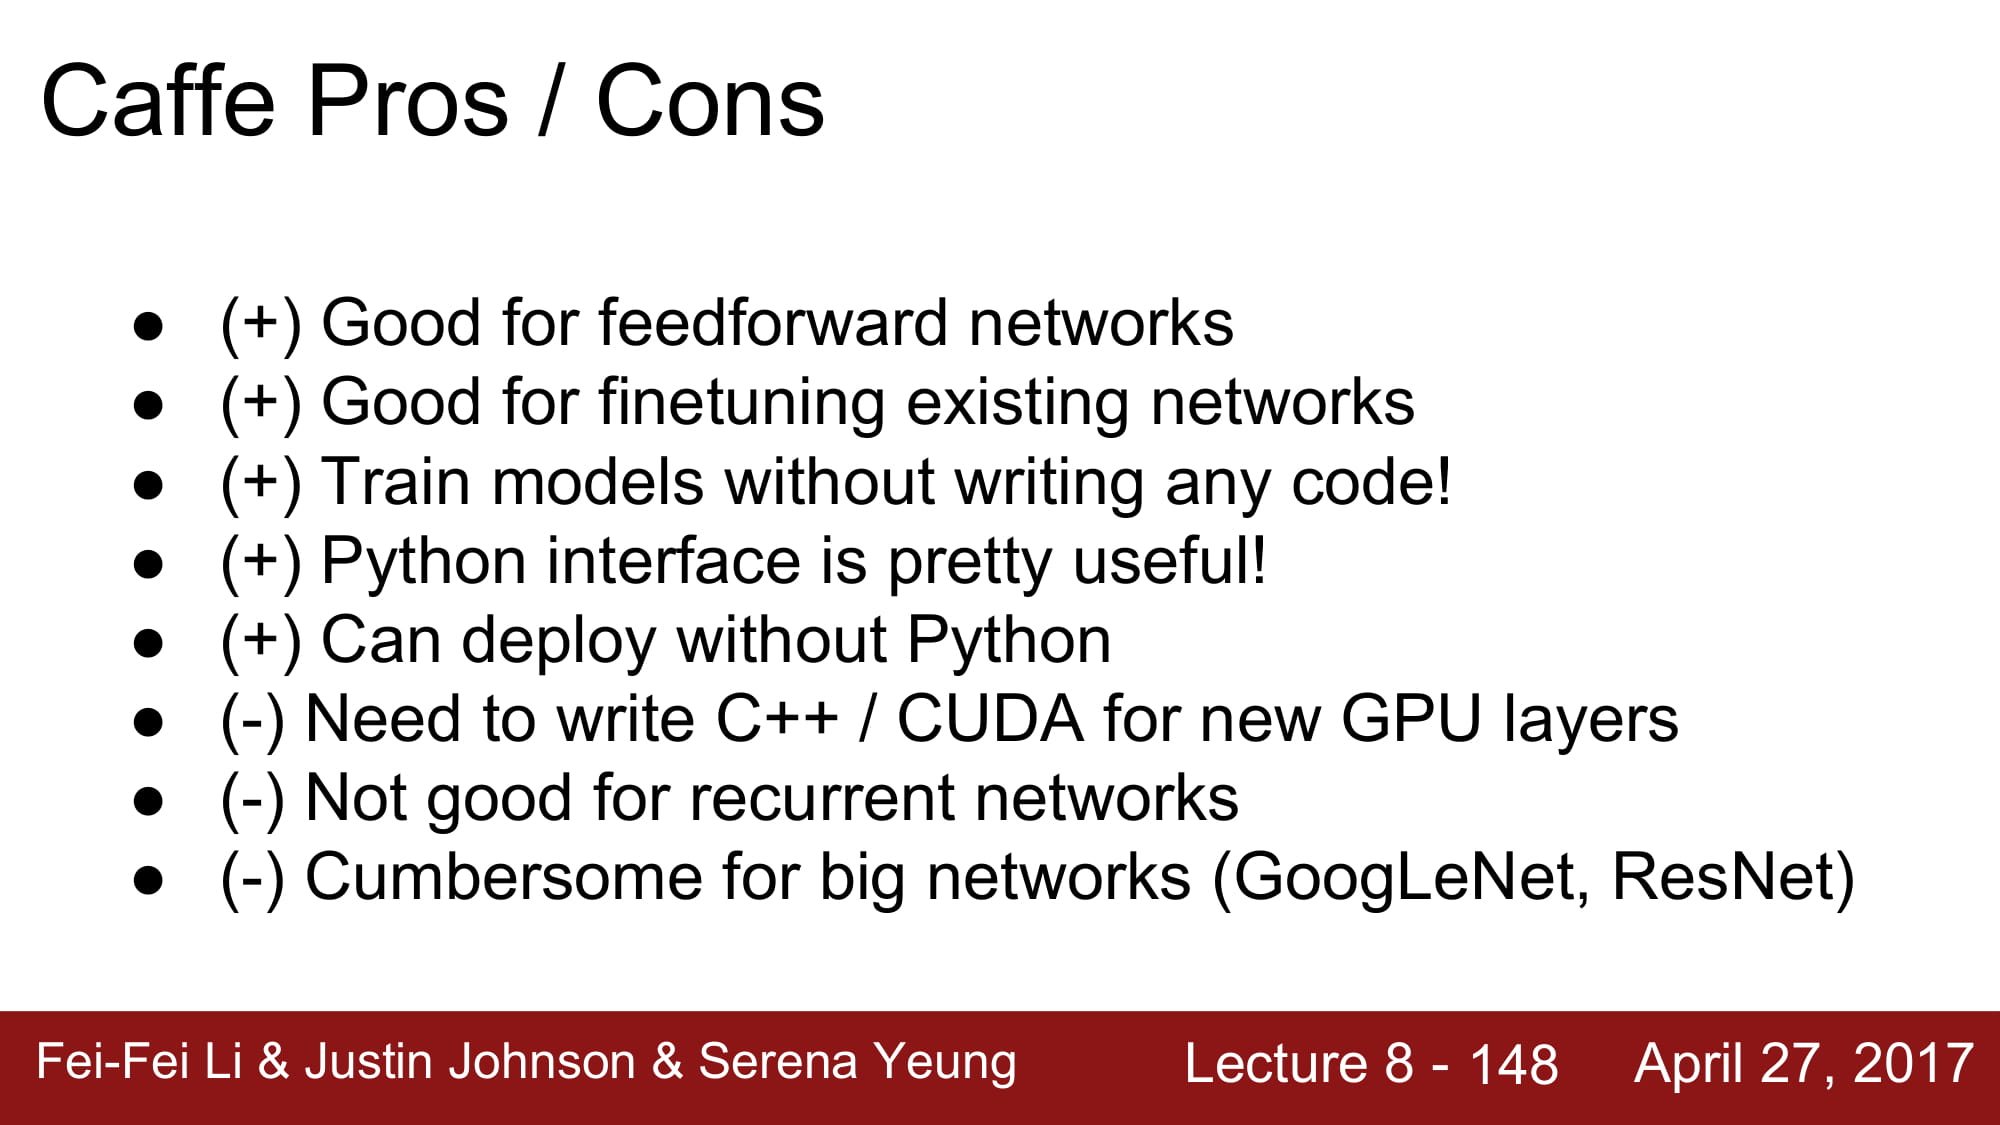 Caffe Pros / Cons
● (+) Good for feedforward networks
● (+) Good for finetuning existing networks
● (+) Train models without writing any code!
● (+) Python interface is pretty useful!
● (+) Can deploy without Python
● (-) Need to write C++ / CUDA for new GPU layers
● (-) Not good for recurrent networks
● (-) Cumbersome for big networks (GoogLeNet, ResNet)
Fei-Fei Li & Justin Johnson & Serena Yeung Lecture 8 - 148 April 27, 2017